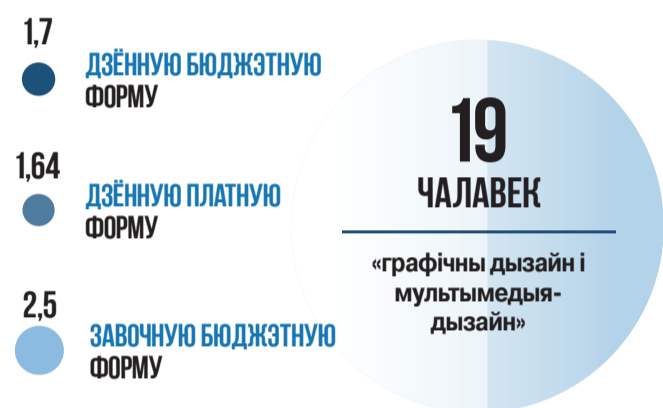 1,7
ДЗЁННУЮ БЮДЖЭТНУЮ
ФОРМУ
1,64
ДЗЁННУЮ ПЛАТНУЮ
ФОРМУ
2,5
ЗАВОЧНУЮ БЮДЖЭТНУЮ
ФОРМУ
19
ЧАЛАВЕК
«графічны дызайн і
мультымедыя-
дызайн»